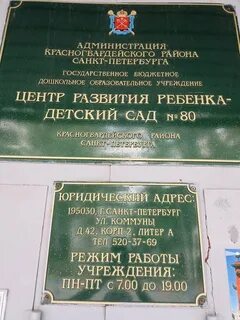 АДМИНИСТРАЦИЯ
КРАСНОГВАРДЕЙСКОГО РАЙОНА
САНКТ-ПЕТЕРБУРГА
ГОСУДАРСТВЕННОЕ БЮДЖЕТНОЕ
ДОШКОЛЬНОЕ ОБРАЗОВАТЕЛЬНОЕ УЧРЕЖДЕНИЕ
ЦЕНТР РАЗВИТИЯ РЕБЕНКА-
ДЕТСКИЙ САД №80
КРАСНОГВАРДЕЙСКОГО РАЙОНА
САНКТ-ПЕТЕРБУРГА
ЮРИДИЧЕСКИЙ АДРЕС:
195030, Г.САНКТ-ПЕТЕРБУРГ
УЛ. КОММУНЫ
Д.42, КОРП 2, ЛИТЕР А
ТЕЛ 520-37-69
РЕЖИМ РАБОТЫ
УЧРЕЖДЕНИЯ:
ПН-ПТ с 7.00 до 19.00